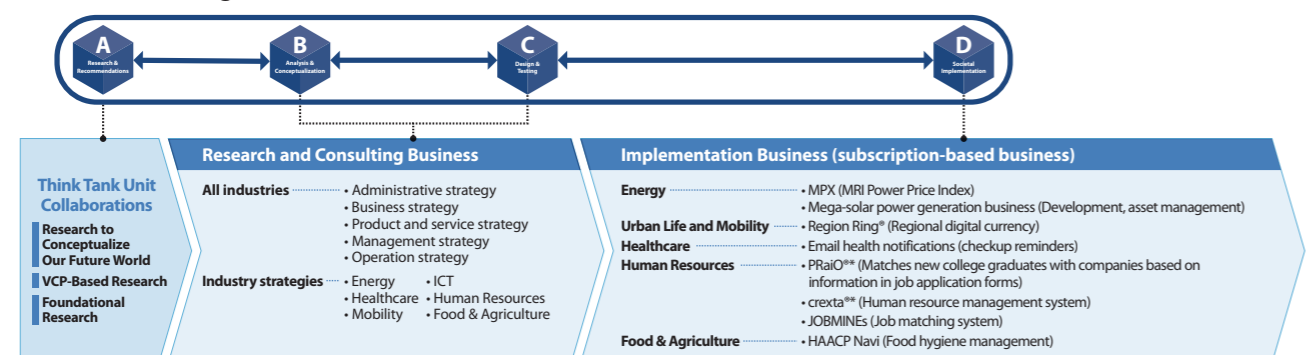 A
Research &
Recommendations
B
Analysis &
Conceptualization
C
Design &
Testing
D
Societal
Implementation
Think Tank Unit
Collaborations
Research to
Conceptualize
Our Future World
VCP-Based Research
Foundational
Research
Research and Consulting Business
All industries
• Administrative strategy
• Business strategy
• Product and service strategy
• Management strategy
• Operation strategy
Industry strategies
• Energy • ICT
• Healthcare • Human Resources
• Mobility • Food & Agriculture
Implementation Business (subscription-based business)
Energy
• MPX (MRI Power Price Index)
• Mega-solar power generation business (Development, asset management)
Urban Life and Mobility
• Region Ring® (Regional digital currency)
Healthcare
• Email health notifications (checkup reminders)
Human Resources
• PRaiO®* (Matches new college graduates with companies based on
information in job application forms)
• crexta®* (Human resource management system)
• JOBMINEs (Job matching system)
Food & Agriculture
• HAACP Navi (Food hygiene management)